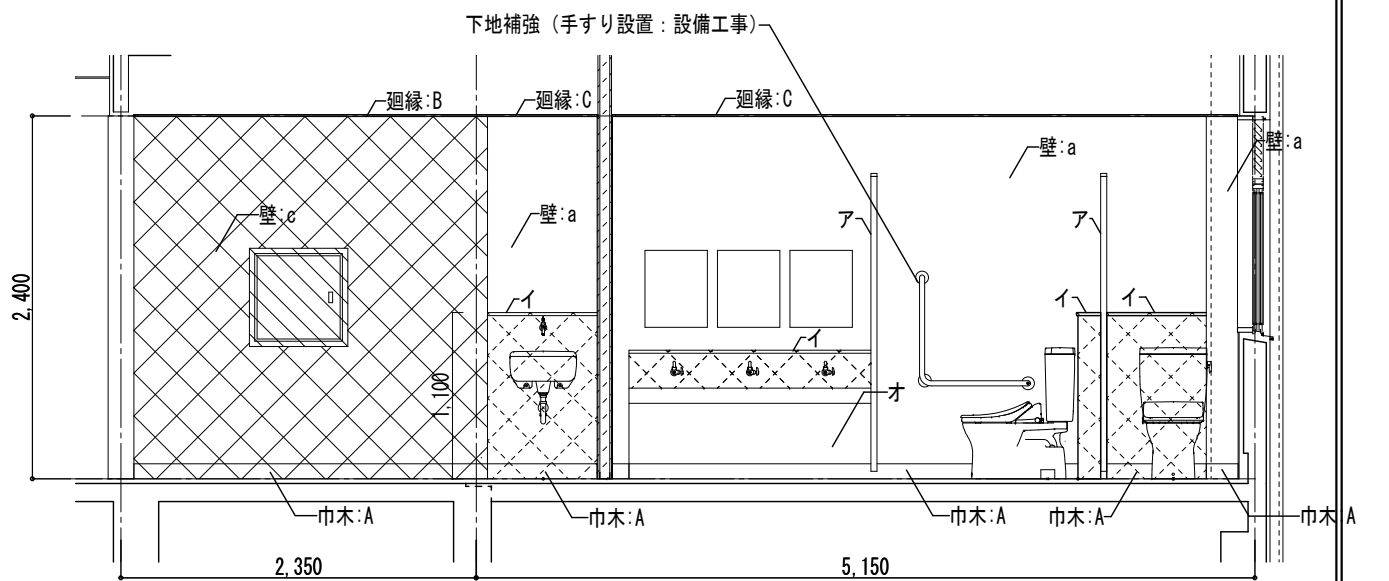 下地補強（手すり設置：設備工事）
廻縁:B
廻縁:C
廻縁:C
壁:a
壁:a
壁:c
壁:a
ア
ア
2,400
イ
イ
イ
イ
1,100
オ
巾木:A
巾木:A
巾木:A
巾木:A
巾木:A
2,350
5,150